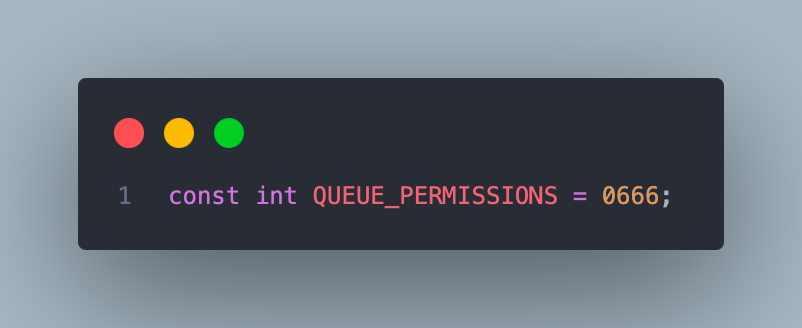 1 const int QUEUE_PERMISSIONS = 0666;